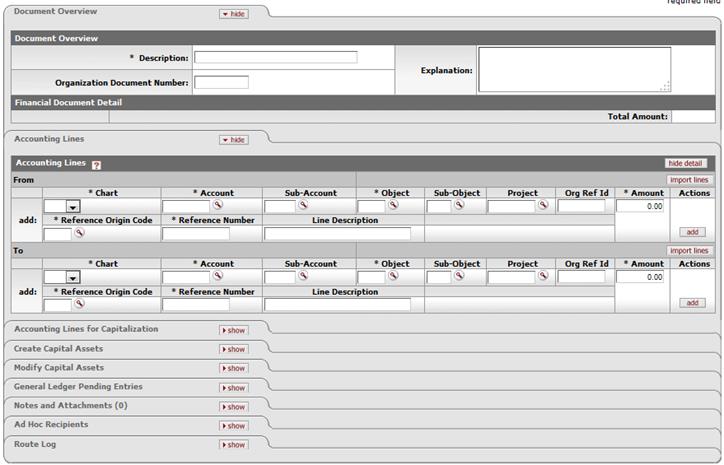 required field
Document Overview hide
Document Overview
* Description: Explanation:
Organization Document Number:
Financial Document Detail
Total Amount:
Accounting Lines hide
Accounting Lines ? hide detail
From import lines
* Chart * Account Sub-Account * Object Sub-Object Project Org Ref Id * Amount Actions
add: 0.00
* Reference Origin Code * Reference Number Line Description
add
To import lines
* Chart * Account Sub-Account * Object Sub-Object Project Org Ref Id * Amount Actions
add: 0.00
* Reference Origin Code * Reference Number Line Description
add
Accounting Lines for Capitalization show
Create Capital Assets show
Modify Capital Assets show
General Ledger Pending Entries show
Notes and Attachments (0) show
Ad Hoc Recipients show
Route Log show